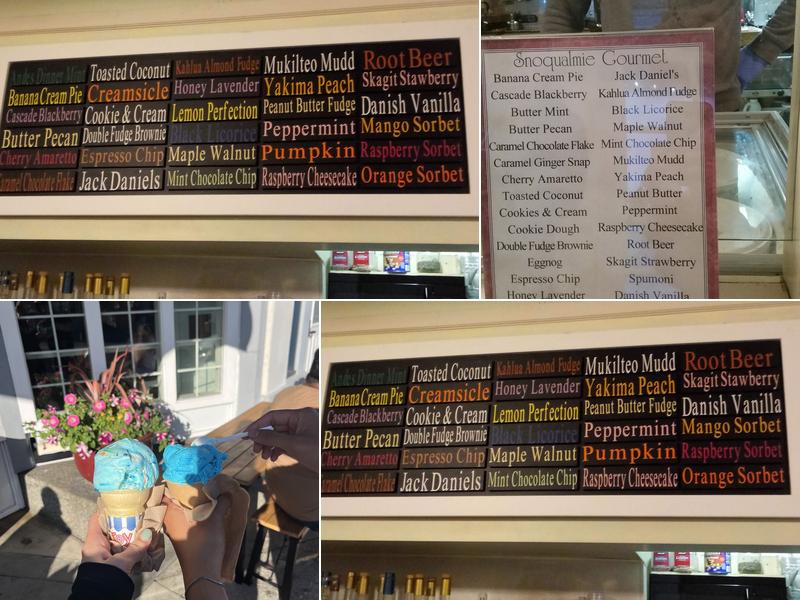 Andes Dinner Mint Toasted Coconut Kahlua Almond Fudge Mukilteo Mudd Root Beer
Banana Cream Pie Creamsicle Honey Lavender Yakima Peach Skagit Stawberry
Cascade Blackberry Cookie & Cream Lemon Perfection Peanut Butter Fudge Danish Vanilla
Butter Pecan Double Fudge Brownie Black Licorice Peppermint Mango Sorbet
Cherry Amaretto Espresso Chip Maple Walnut Pumpkin Raspberry Sorbet
Caramel Chocolate Flake Jack Daniels Mint Chocolate Chip Raspberry Cheesecake Orange Sorbet
Snoqualmie Gourmet
Banana Cream Pie Jack Daniel's
Cascade Blackberry Kahlua Almond Fudge
Butter Mint Black Licorice
Butter Pecan Maple Walnut
Caramel Chocolate Flake Mint Chocolate Chip
Caramel Ginger Snap Mukilteo Mudd
Cherry Amaretto Yakima Peach
Toasted Coconut Peanut Butter
Cookies & Cream Peppermint
Cookie Dough Raspberry Cheesecake
Double Fudge Brownie Root Beer
Eggnog Skagit Strawberry
Espresso Chip Spumoni
Honey Lavender Danish Vanilla
Joy
Andes Dinner Mint Toasted Coconut Kahlua Almond Fudge Mukilteo Mudd Root Beer
Banana Cream Pie Creamsicle Honey Lavender Yakima Peach Skagit Stawberry
Cascade Blackberry Cookie & Cream Lemon Perfection Peanut Butter Fudge Danish Vanilla
Butter Pecan Double Fudge Brownie Black Licorice Peppermint Mango Sorbet
Cherry Amaretto Espresso Chip Maple Walnut Pumpkin Raspberry Sorbet
aramel Chocolate Flake Jack Daniels Mint Chocolate Chip Raspberry Cheesecake Orange Sorbet